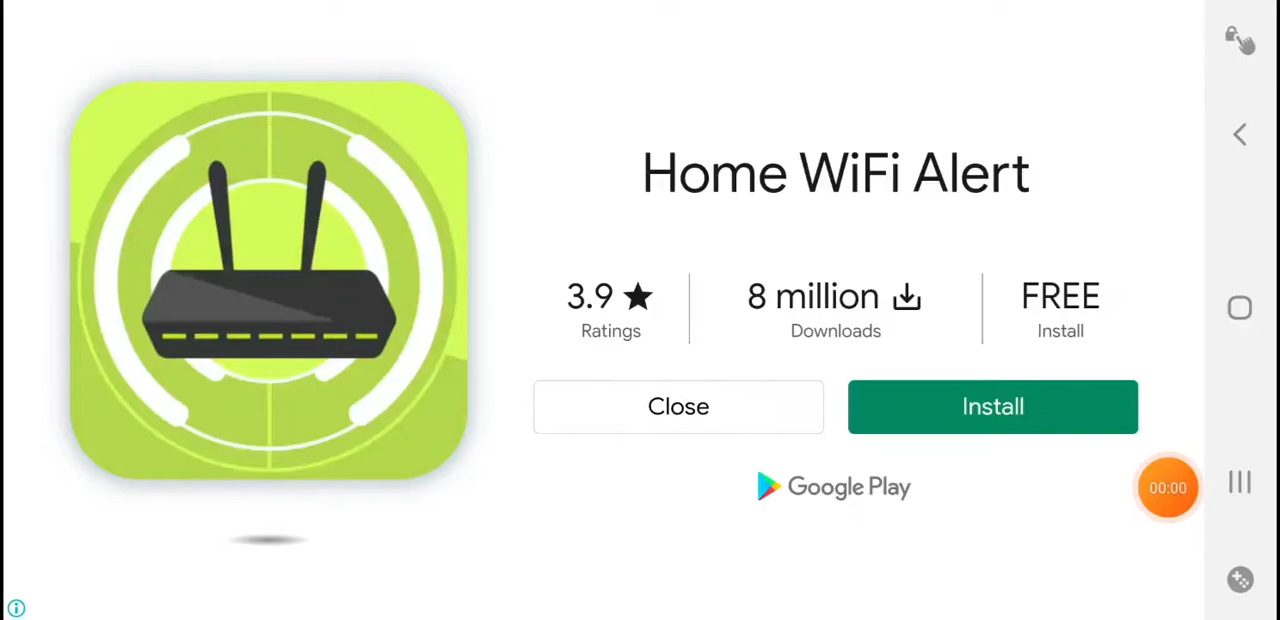 Home WiFi Alert
3.9 ★
Ratings
8 million
Downloads
FREE
Install
Close
Install
Google Play
00:00